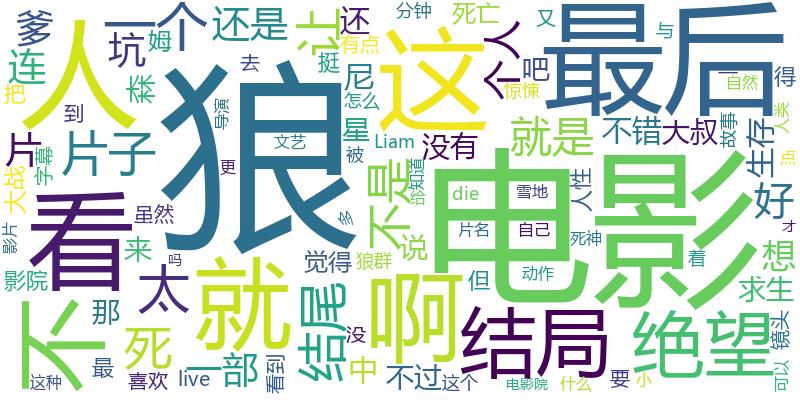 爹
一个
还是
让
还
分钟
死亡
又
最后
与
一
自然
得
人
坑
姆
去
有点
挺
这
个人
吧
惊悚
连
森
把
到
导演
尼
怎么
人类
故事
片
片子
狼
星
文艺
被
Liam
没有
就是
不错
大叔
生存
点
大战
字幕
更
不是
知道
die
雪地
人性
好
看
虽然
影片
来
太
多
说
电影
片名
自己
死神
才
影院
那
觉得
狼群
但
动作
着
想
求生
不
就
吗
结尾
啊
结局
绝望
镜头
死
没
最
一部
中
这种
喜欢
live
看到
不过
这个
电影院
什么
要
小
可以